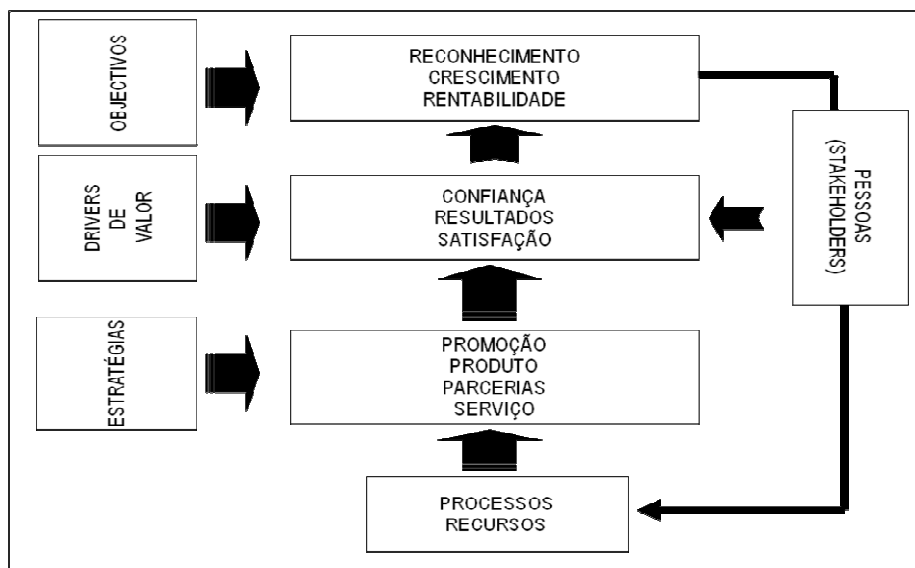 OBJECTIVOS
RECONHECIMENTO
CRESCIMENTO
RENTABILIDADE
PESSOAS
(STAKEHOLDERS)
DRIVERS
DE
VALOR
CONFIANÇA
RESULTADOS
SATISFAÇÃO
ESTRATÉGIAS
PROMOÇÃO
PRODUTO
PARCERIAS
SERVIÇO
PROCESSOS
RECURSOS